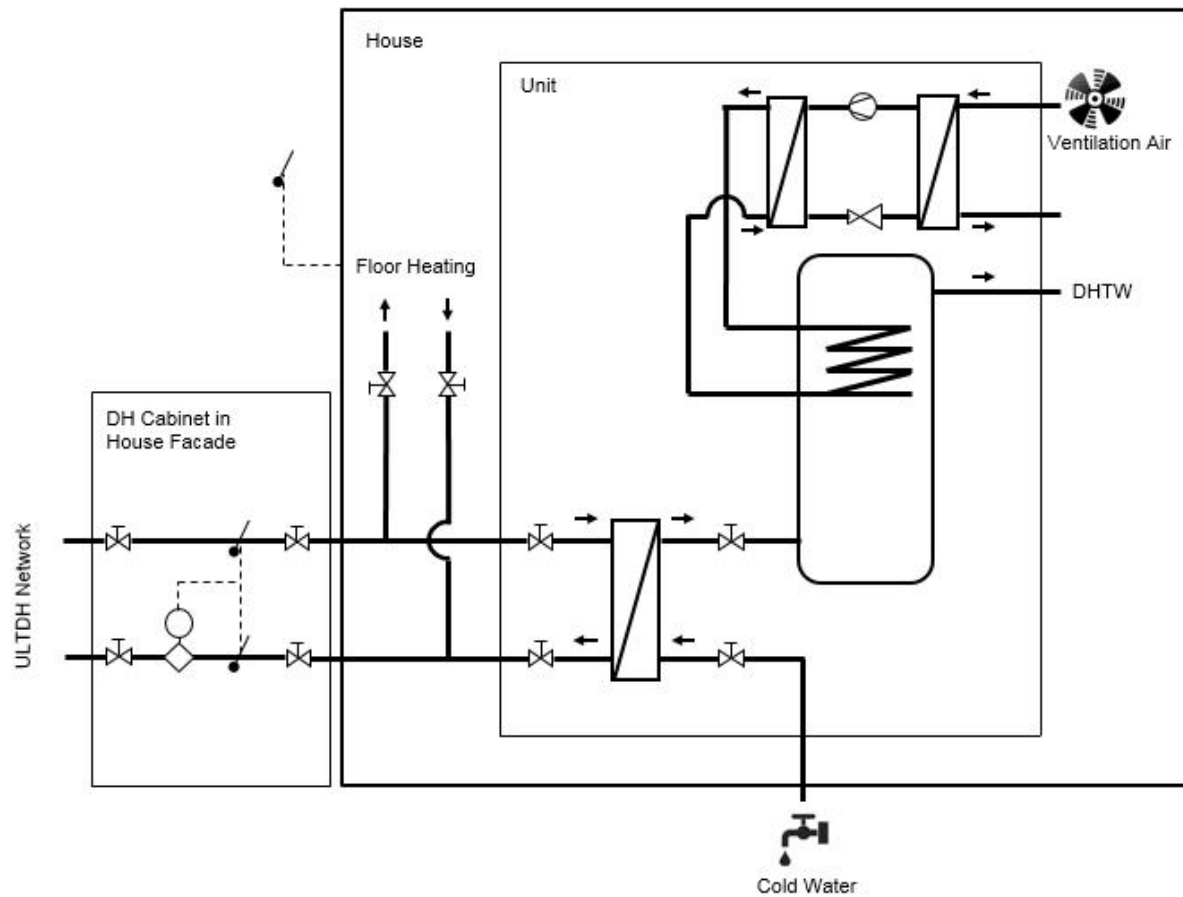 House
Unit
Ventilation Air
Floor Heating
DHTW
DH Cabinet in
House Facade
ULTDH Network
Cold Water